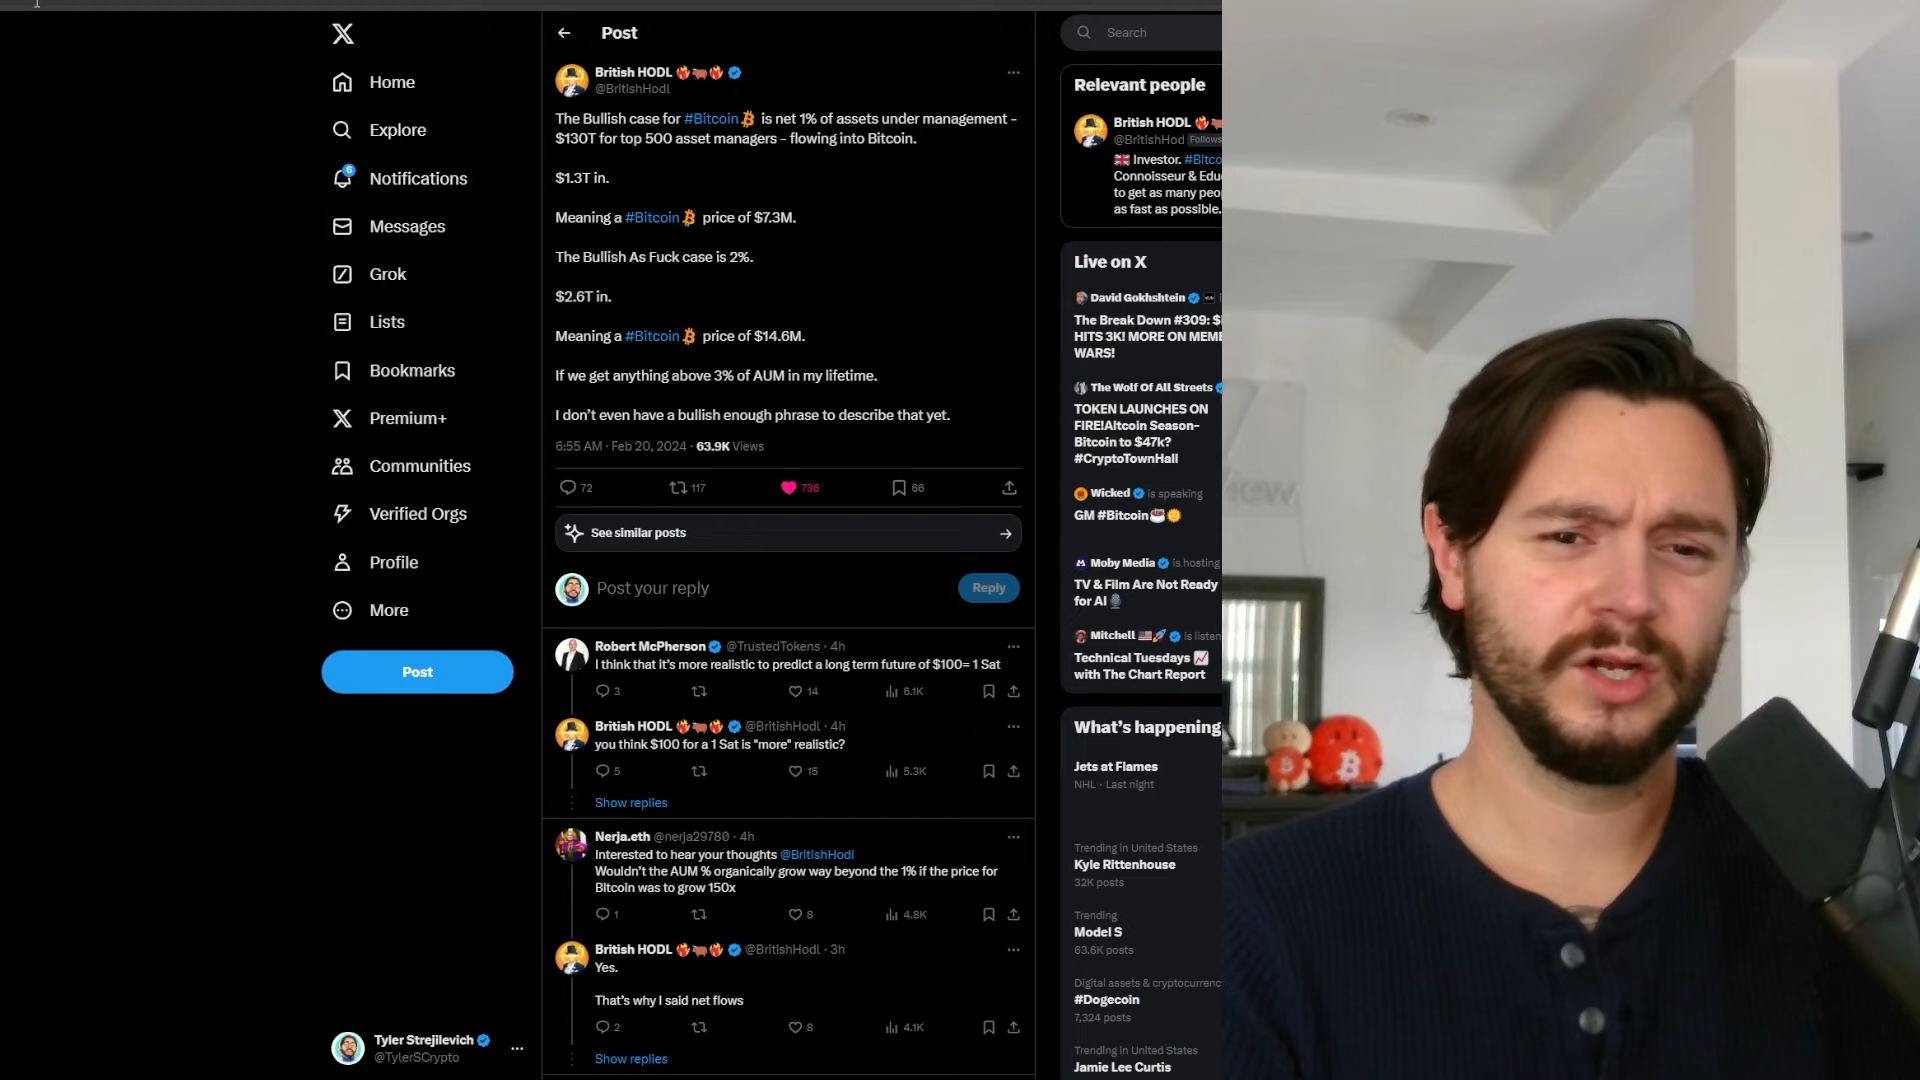 Post
Search
Home
Explore
6
Notifications
Messages
Grok
Lists
Bookmarks
Premium+
Communities
Verified Orgs
Profile
More
Post
Tyler Strejilevich
@TylerSCrypto
British HODL
@BritishHodl
The Bullish case for #Bitcoin is net 1% of assets under management -
$130T for top 500 asset managers - flowing into Bitcoin.
$1.3T in.
Meaning a #Bitcoin price of $7.3M.
The Bullish As Fuck case is 2%.
$2.6T in.
Meaning a #Bitcoin price of $14.6M.
If we get anything above 3% of AUM in my lifetime.
I don't even have a bullish enough phrase to describe that yet.
6:55 AM · Feb 20, 2024 · 63.9K Views
72 117 736 66
See similar posts
Post your reply
Reply
Robert McPherson @TrustedTokens · 4h
I think that it's more realistic to predict a long term future of $100= 1 Sat
3 14 6.1K
British HODL @BritishHodl · 4h
you think $100 for a 1 Sat is "more" realistic?
5 15 5.3K
Show replies
Nerja.eth @nerja29780 · 4h
Interested to hear your thoughts @BritishHodl
Wouldn't the AUM % organically grow way beyond the 1% if the price for
Bitcoin was to grow 150x
1 8 4.8K
British HODL @BritishHodl · 3h
Yes.
That's why I said net flows
2 8 4.1K
Show replies
Relevant people
British HODL
@BritishHod Follows
Investor. #Bitco
Connoisseur & Edu
to get as many peop
as fast as possible.
Live on X
David Gokhshtein
The Break Down #309: $
HITS 3K! MORE ON MEME
WARS!
The Wolf Of All Streets
TOKEN LAUNCHES ON
FIRE!Altcoin Season-
Bitcoin to $47k?
#CryptoTownHall
Wicked is speaking
GM #Bitcoin
Moby Media is hosting
TV & Film Are Not Ready
for AI
Mitchell is listen
Technical Tuesdays
with The Chart Report
What's happening
Jets at Flames
NHL · Last night
Trending in United States
Kyle Rittenhouse
32K posts
Trending
Model S
63.6K posts
Digital assets & cryptocurrenc
#Dogecoin
7,324 posts
Trending in United States
Jamie Lee Curtis